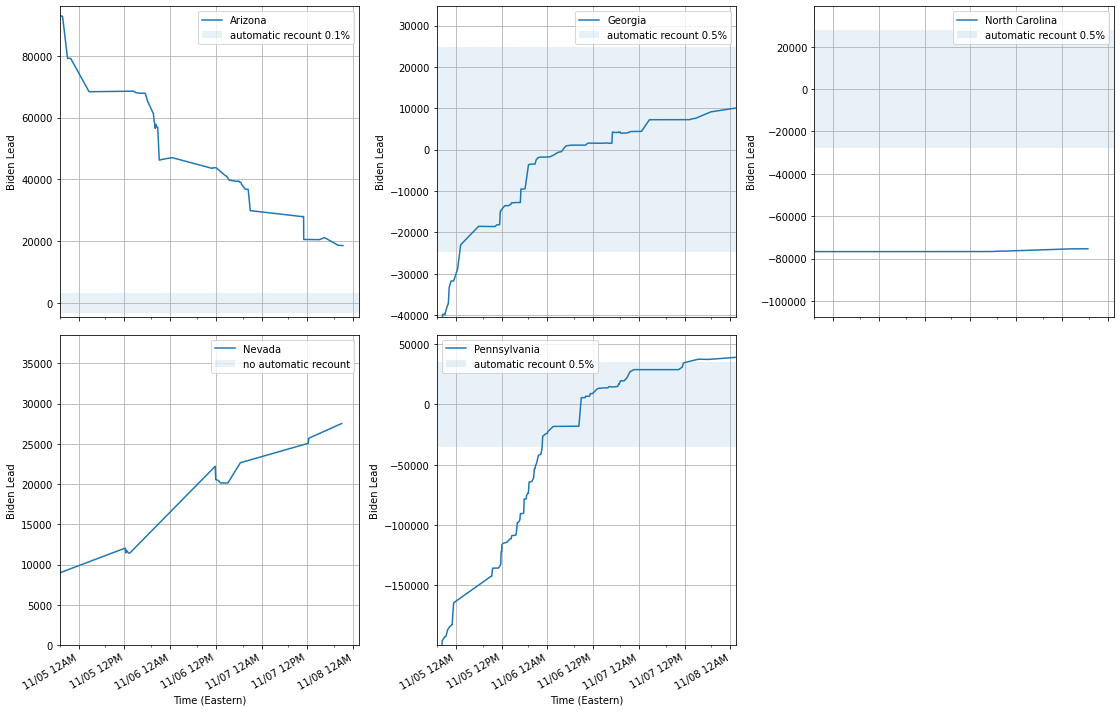 Arizona
automatic recount 0.1%
80000
60000
40000
20000
0
Biden Lead
Georgia
automatic recount 0.5%
30000
20000
10000
0
−10000
−20000
−30000
−40000
Biden Lead
North Carolina
automatic recount 0.5%
20000
0
−20000
−40000
−60000
−80000
−100000
Biden Lead
Nevada
no automatic recount
35000
30000
25000
20000
15000
10000
5000
0
Biden Lead
11/05 12AM
11/05 12PM
11/06 12AM
11/06 12PM
11/07 12AM
11/07 12PM
11/08 12AM
Time (Eastern)
Pennsylvania
automatic recount 0.5%
50000
0
−50000
−100000
−150000
Biden Lead
11/05 12AM
11/05 12PM
11/06 12AM
11/06 12PM
11/07 12AM
11/07 12PM
11/08 12AM
Time (Eastern)